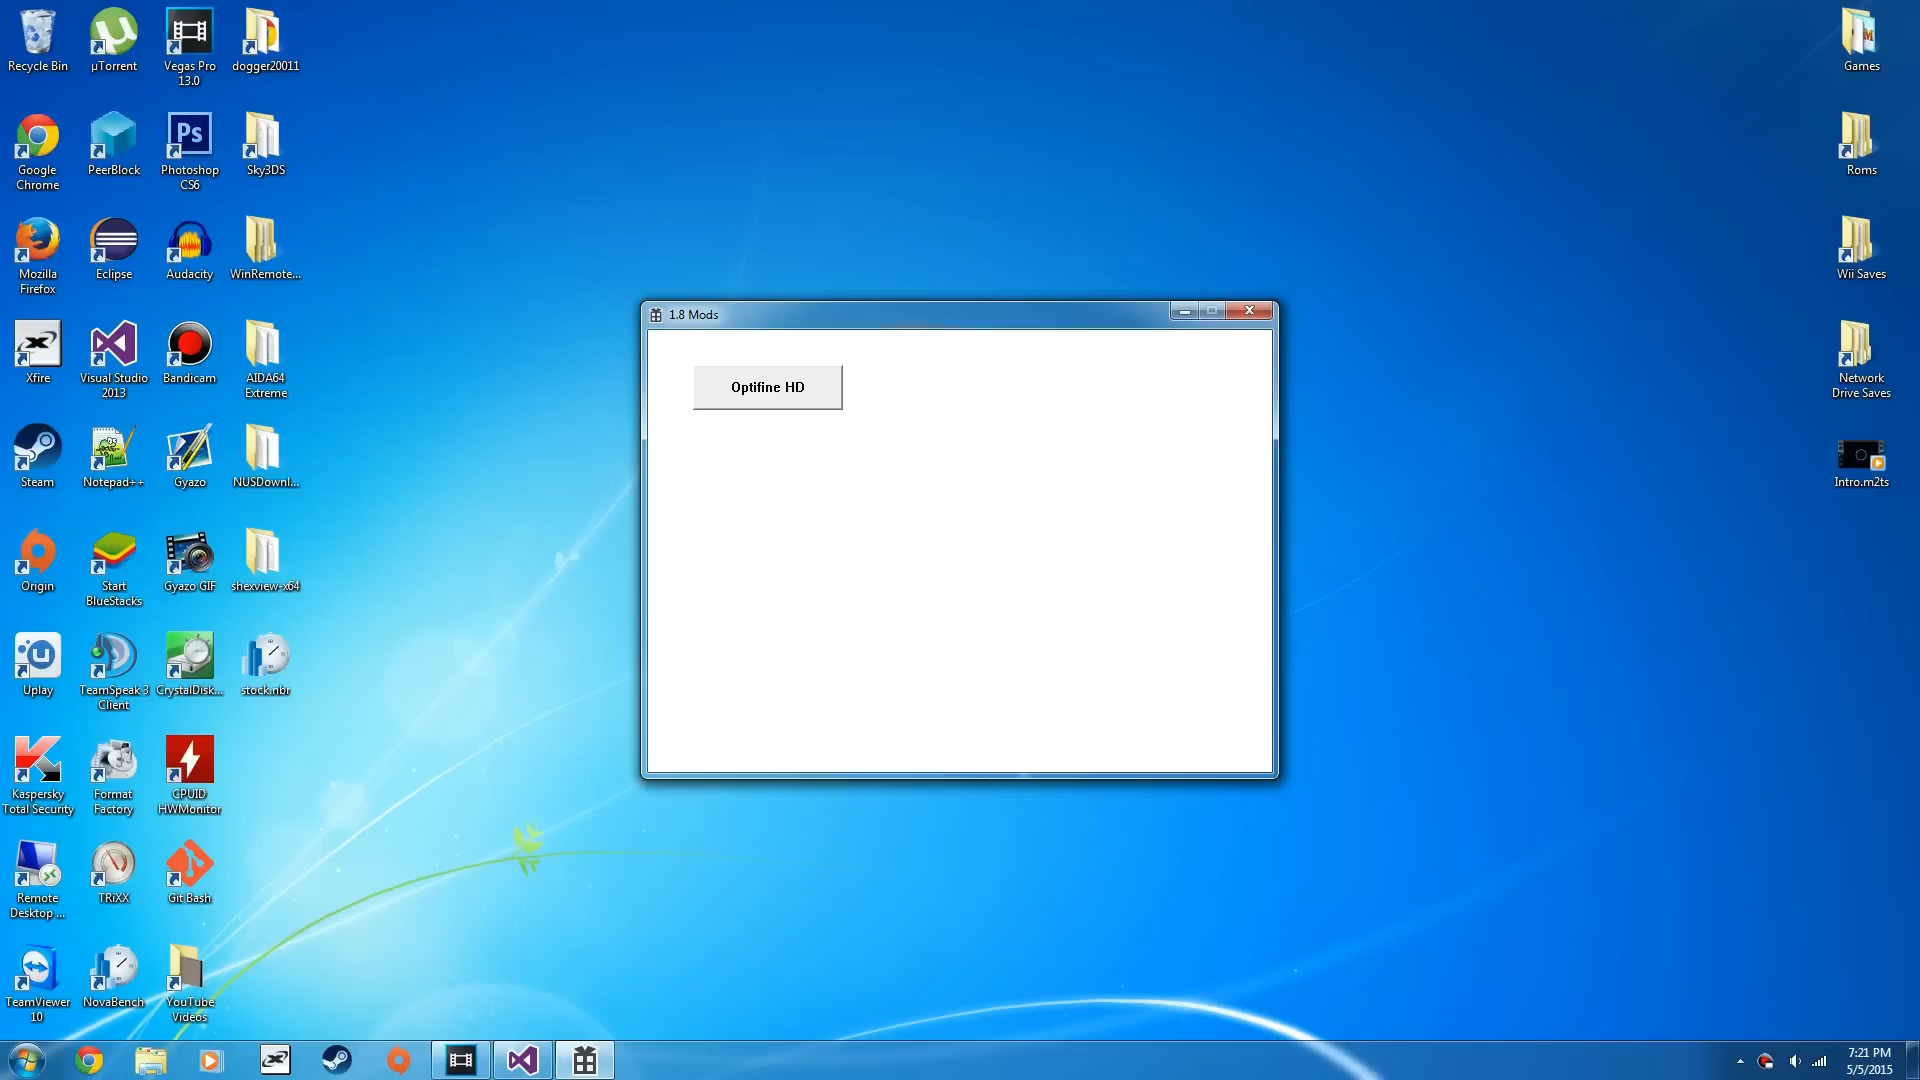 Recycle Bin
µTorrent
Vegas Pro
13.0
dogger20011
Google
Chrome
PeerBlock
Photoshop
CS6
Sky3DS
Mozilla
Firefox
Eclipse
Audacity
WinRemote...
Xfire
Visual Studio
2013
Bandicam
AIDA64
Extreme
Steam
Notepad++
Gyazo
NUSDownl...
Origin
Start
BlueStacks
Gyazo GIF
shexview-x64
Uplay
TeamSpeak 3
Client
CrystalDisk...
stock.nbr
Kaspersky
Total Security
Format
Factory
CPUID
HWMonitor
Remote
Desktop ...
TRiXX
Git Bash
TeamViewer
10
NovaBench
YouTube
Videos
1.8 Mods
Optifine HD
Games
Roms
Wii Saves
Network
Drive Saves
Intro.m2ts
Ps
7:21 PM
5/5/2015